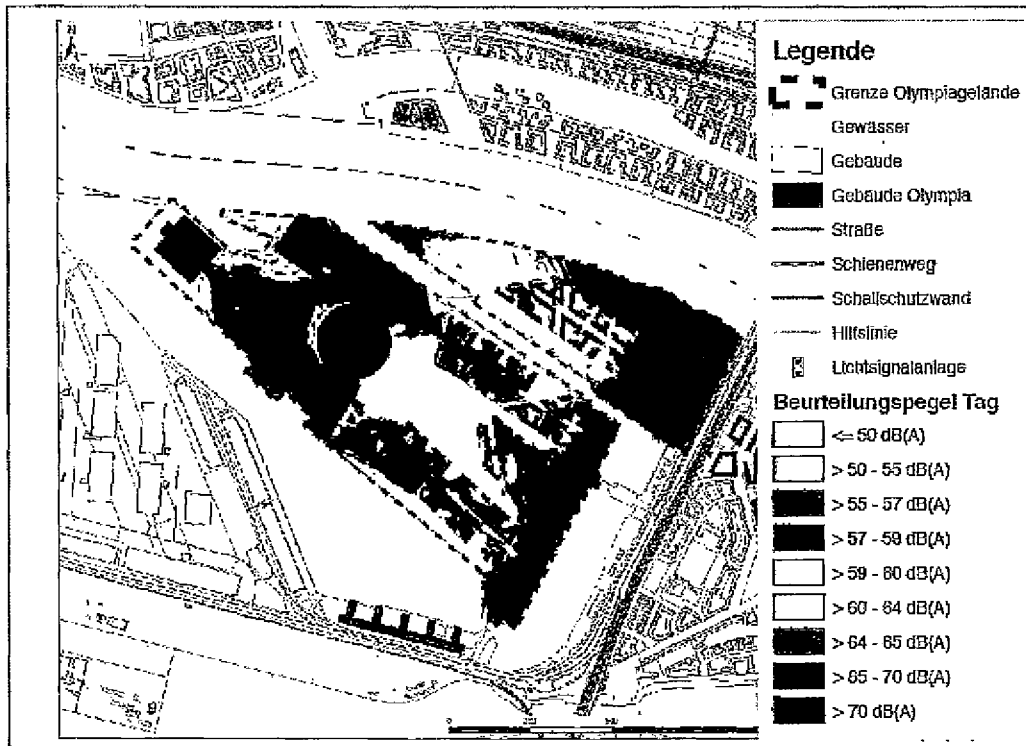 Legende
Grenze Olympiagelände
Gewässer
Gebäude
Gebäude Olympia
Straße
Schienenweg
Schallschutzwand
Hilfslinie
Lichtsignalanlage
Beurteilungspegel Tag
<= 50 dB(A)
> 50 - 55 dB(A)
> 55 - 57 dB(A)
> 57 - 59 dB(A)
> 59 - 60 dB(A)
> 60 - 64 dB(A)
> 64 - 65 dB(A)
> 65 - 70 dB(A)
> 70 dB(A)